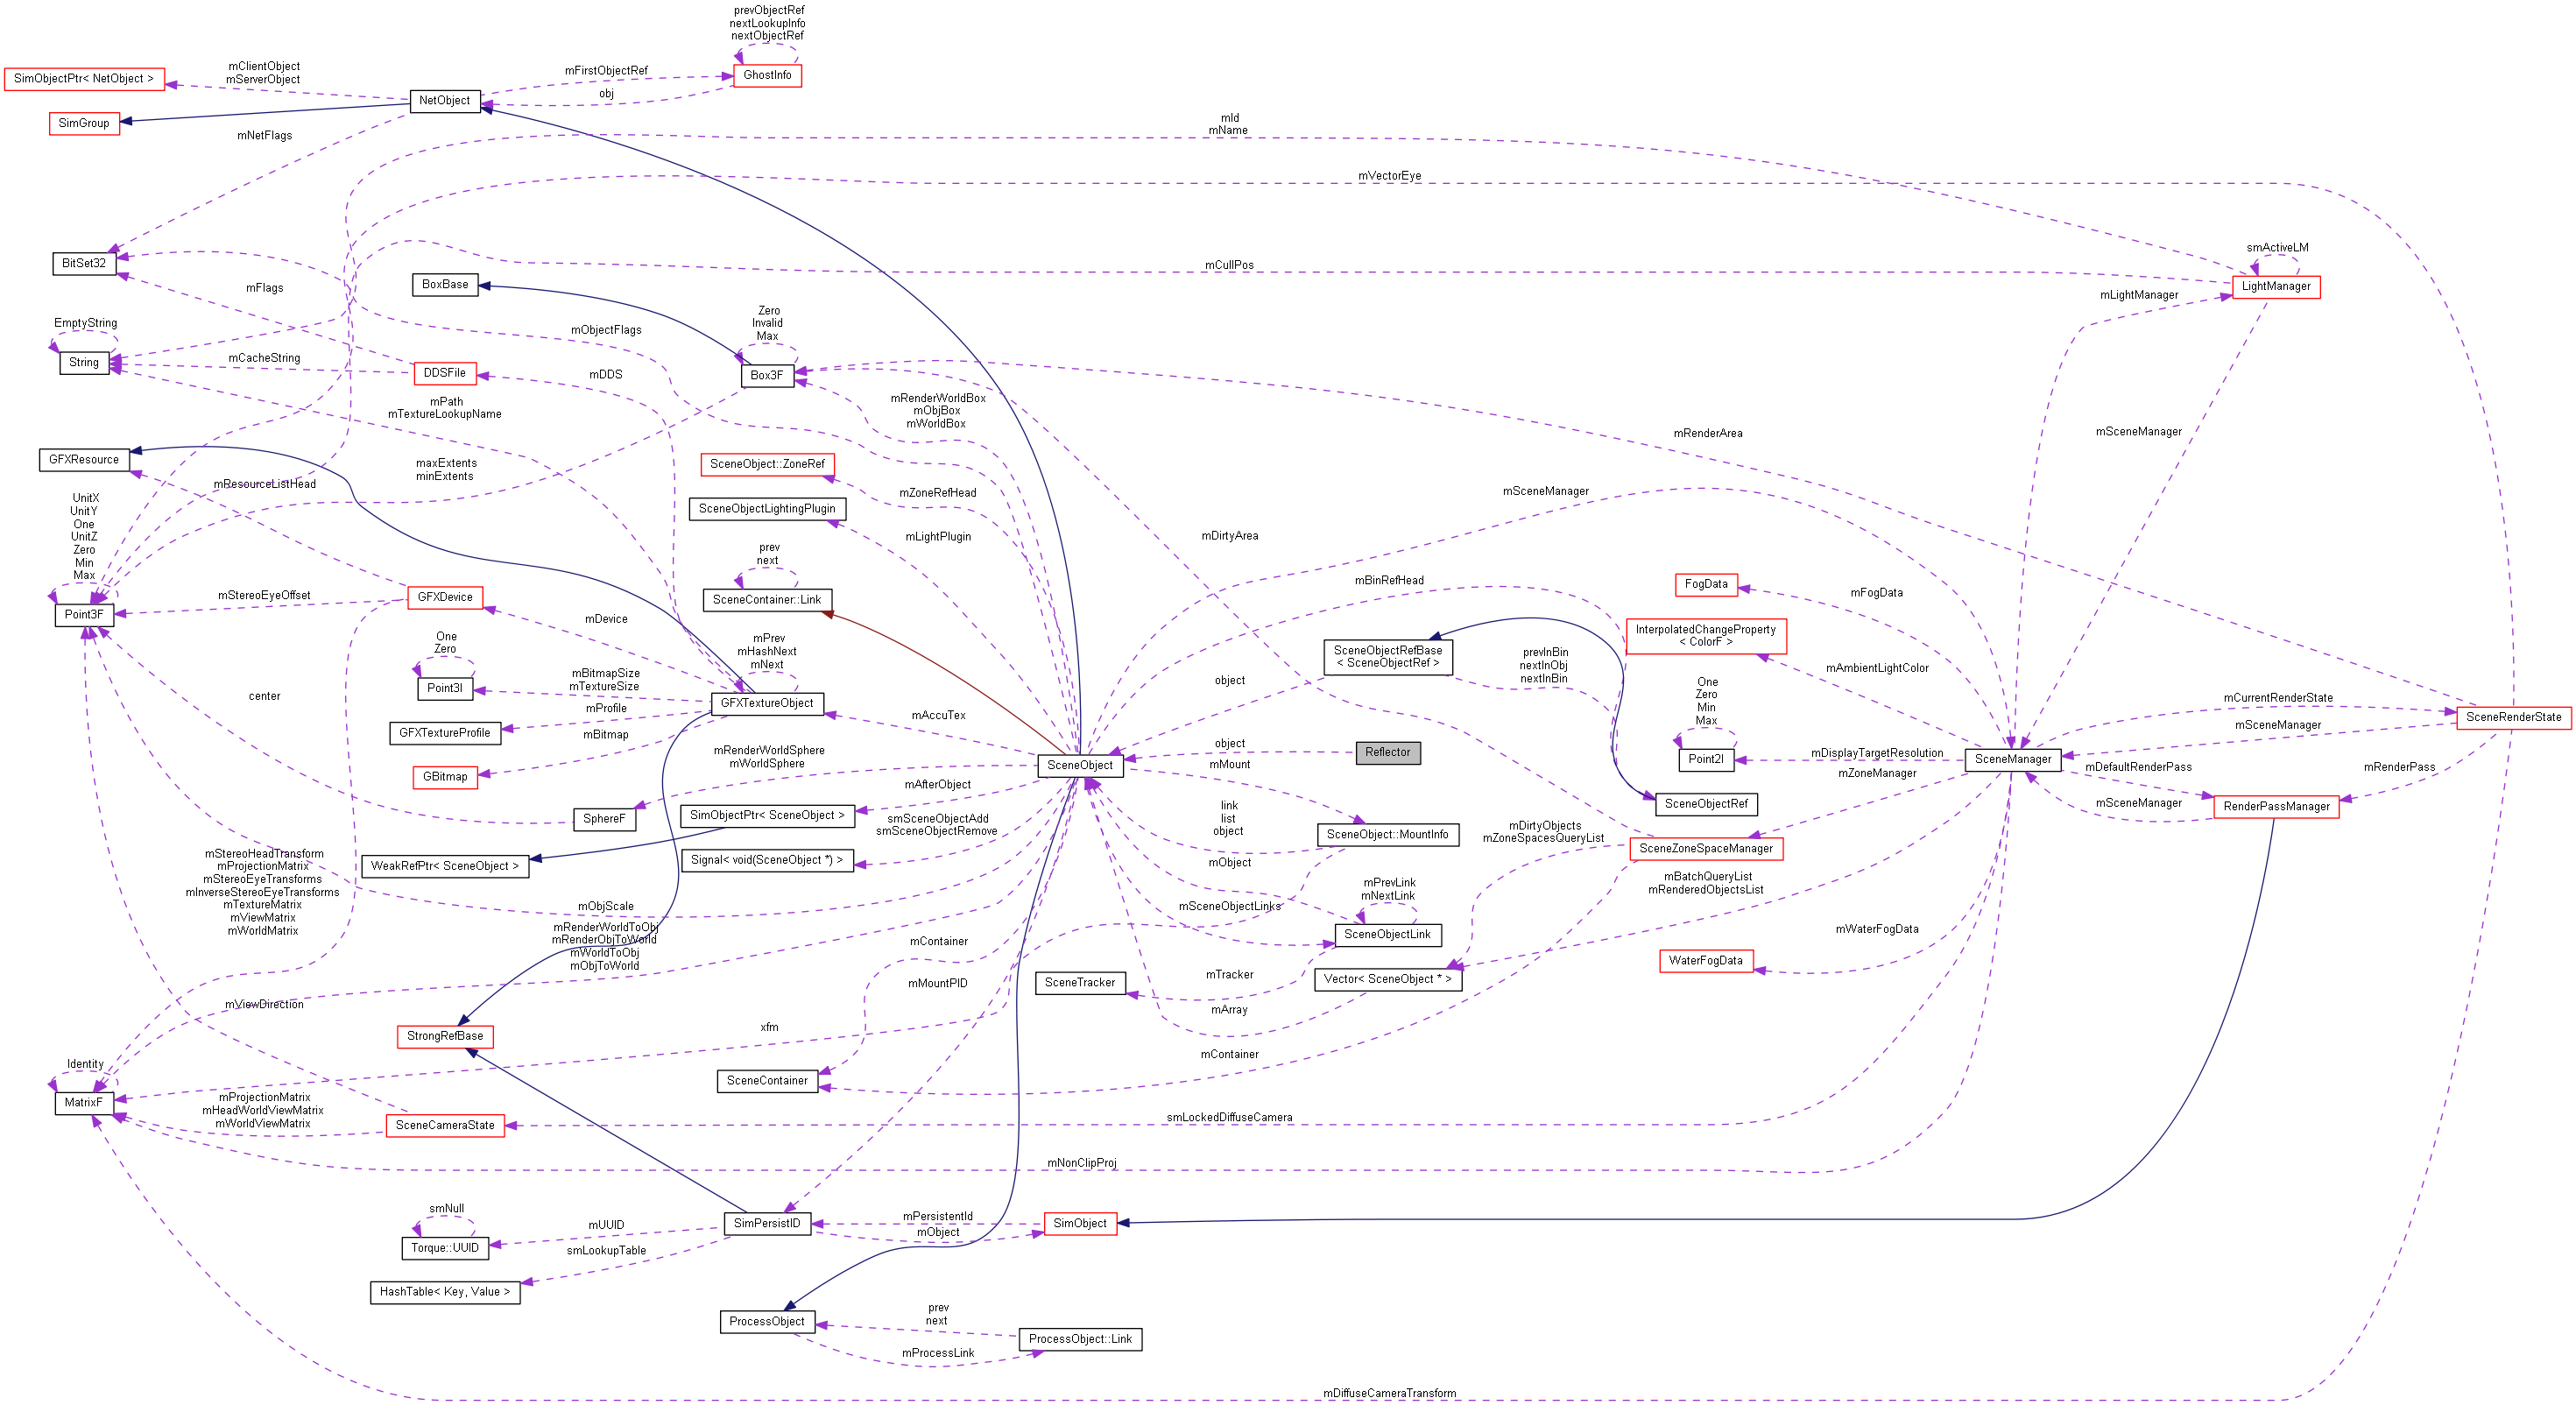 prevObjectRef
nextLookupInfo
nextObjectRef
SimObjectPtr< NetObject >
mClientObject
mServerObject
mFirstObjectRef
GhostInfo
obj
NetObject
SimGroup
mNetFlags
mId
mName
mVectorEye
BitSet32
mCullPos
smActiveLM
LightManager
mLightManager
mFlags
BoxBase
EmptyString
String
mCacheString
DDSFile
mObjectFlags
mDDS
Zero
Invalid
Max
Box3F
mPath
mTextureLookupName
mRenderWorldBox
mObjBox
mWorldBox
mRenderArea
mSceneManager
GFXResource
maxExtents
minExtents
mResourceListHead
SceneObject::ZoneRef
mZoneRefHead
mSceneManager
SceneObjectLightingPlugin
mLightPlugin
mDirtyArea
UnitX
UnitY
One
UnitZ
Zero
Min
Max
Point3F
mStereoEyeOffset
GFXDevice
mDevice
prev
next
SceneContainer::Link
mBinRefHead
FogData
mFogData
InterpolatedChangeProperty
< ColorF >
mAmbientLightColor
SceneObjectRefBase
< SceneObjectRef >
prevInBin
nextInObj
nextInBin
One
Zero
Point3I
mBitmapSize
mTextureSize
mPrev
mHashNext
mNext
GFXTextureObject
mProfile
GFXTextureProfile
mBitmap
GBitmap
center
mAccuTex
object
object
Reflector
SceneObject
mMount
One
Zero
Min
Max
Point2I
mDisplayTargetResolution
SceneManager
mCurrentRenderState
SceneRenderState
mSceneManager
mDefaultRenderPass
mRenderPass
mZoneManager
RenderPassManager
mSceneManager
SceneObjectRef
mRenderWorldSphere
mWorldSphere
SphereF
mAfterObject
SimObjectPtr< SceneObject >
smSceneObjectAdd
smSceneObjectRemove
Signal< void(SceneObject *) >
WeakRefPtr< SceneObject >
link
list
object
SceneObject::MountInfo
mDirtyObjects
mZoneSpacesQueryList
SceneZoneSpaceManager
mObject
mStereoHeadTransform
mProjectionMatrix
mStereoEyeTransforms
mInverseStereoEyeTransforms
mTextureMatrix
mViewMatrix
mWorldMatrix
mObjScale
mPrevLink
mNextLink
SceneObjectLink
mSceneObjectLinks
mBatchQueryList
mRenderedObjectsList
mRenderWorldToObj
mRenderObjToWorld
mWorldToObj
mObjToWorld
mContainer
mWaterFogData
WaterFogData
mTracker
SceneTracker
Vector< SceneObject * >
mMountPID
mArray
mViewDirection
StrongRefBase
xfm
mContainer
Identity
MatrixF
SceneContainer
mProjectionMatrix
mHeadWorldViewMatrix
mWorldViewMatrix
SceneCameraState
smLockedDiffuseCamera
mNonClipProj
smNull
Torque::UUID
mUUID
SimPersistID
mPersistentId
mObject
SimObject
smLookupTable
HashTable< Key, Value >
ProcessObject
prev
next
ProcessObject::Link
mProcessLink
mDiffuseCameraTransform